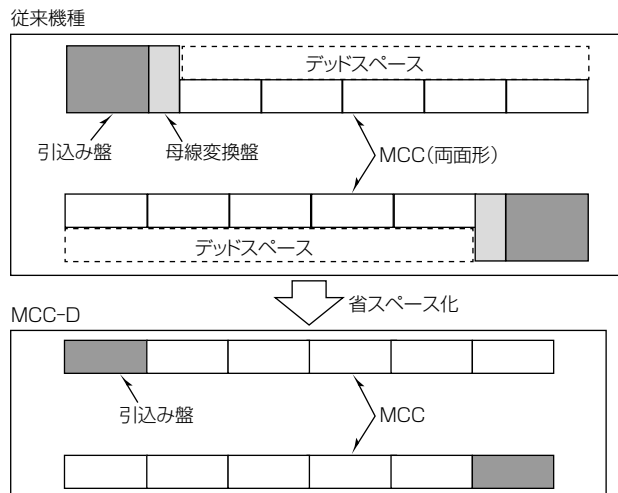 従来機種
デッドスペース
引込み盤
母線変換盤
MCC(両面形)
デッドスペース
省スペース化
MCC-D
引込み盤
MCC